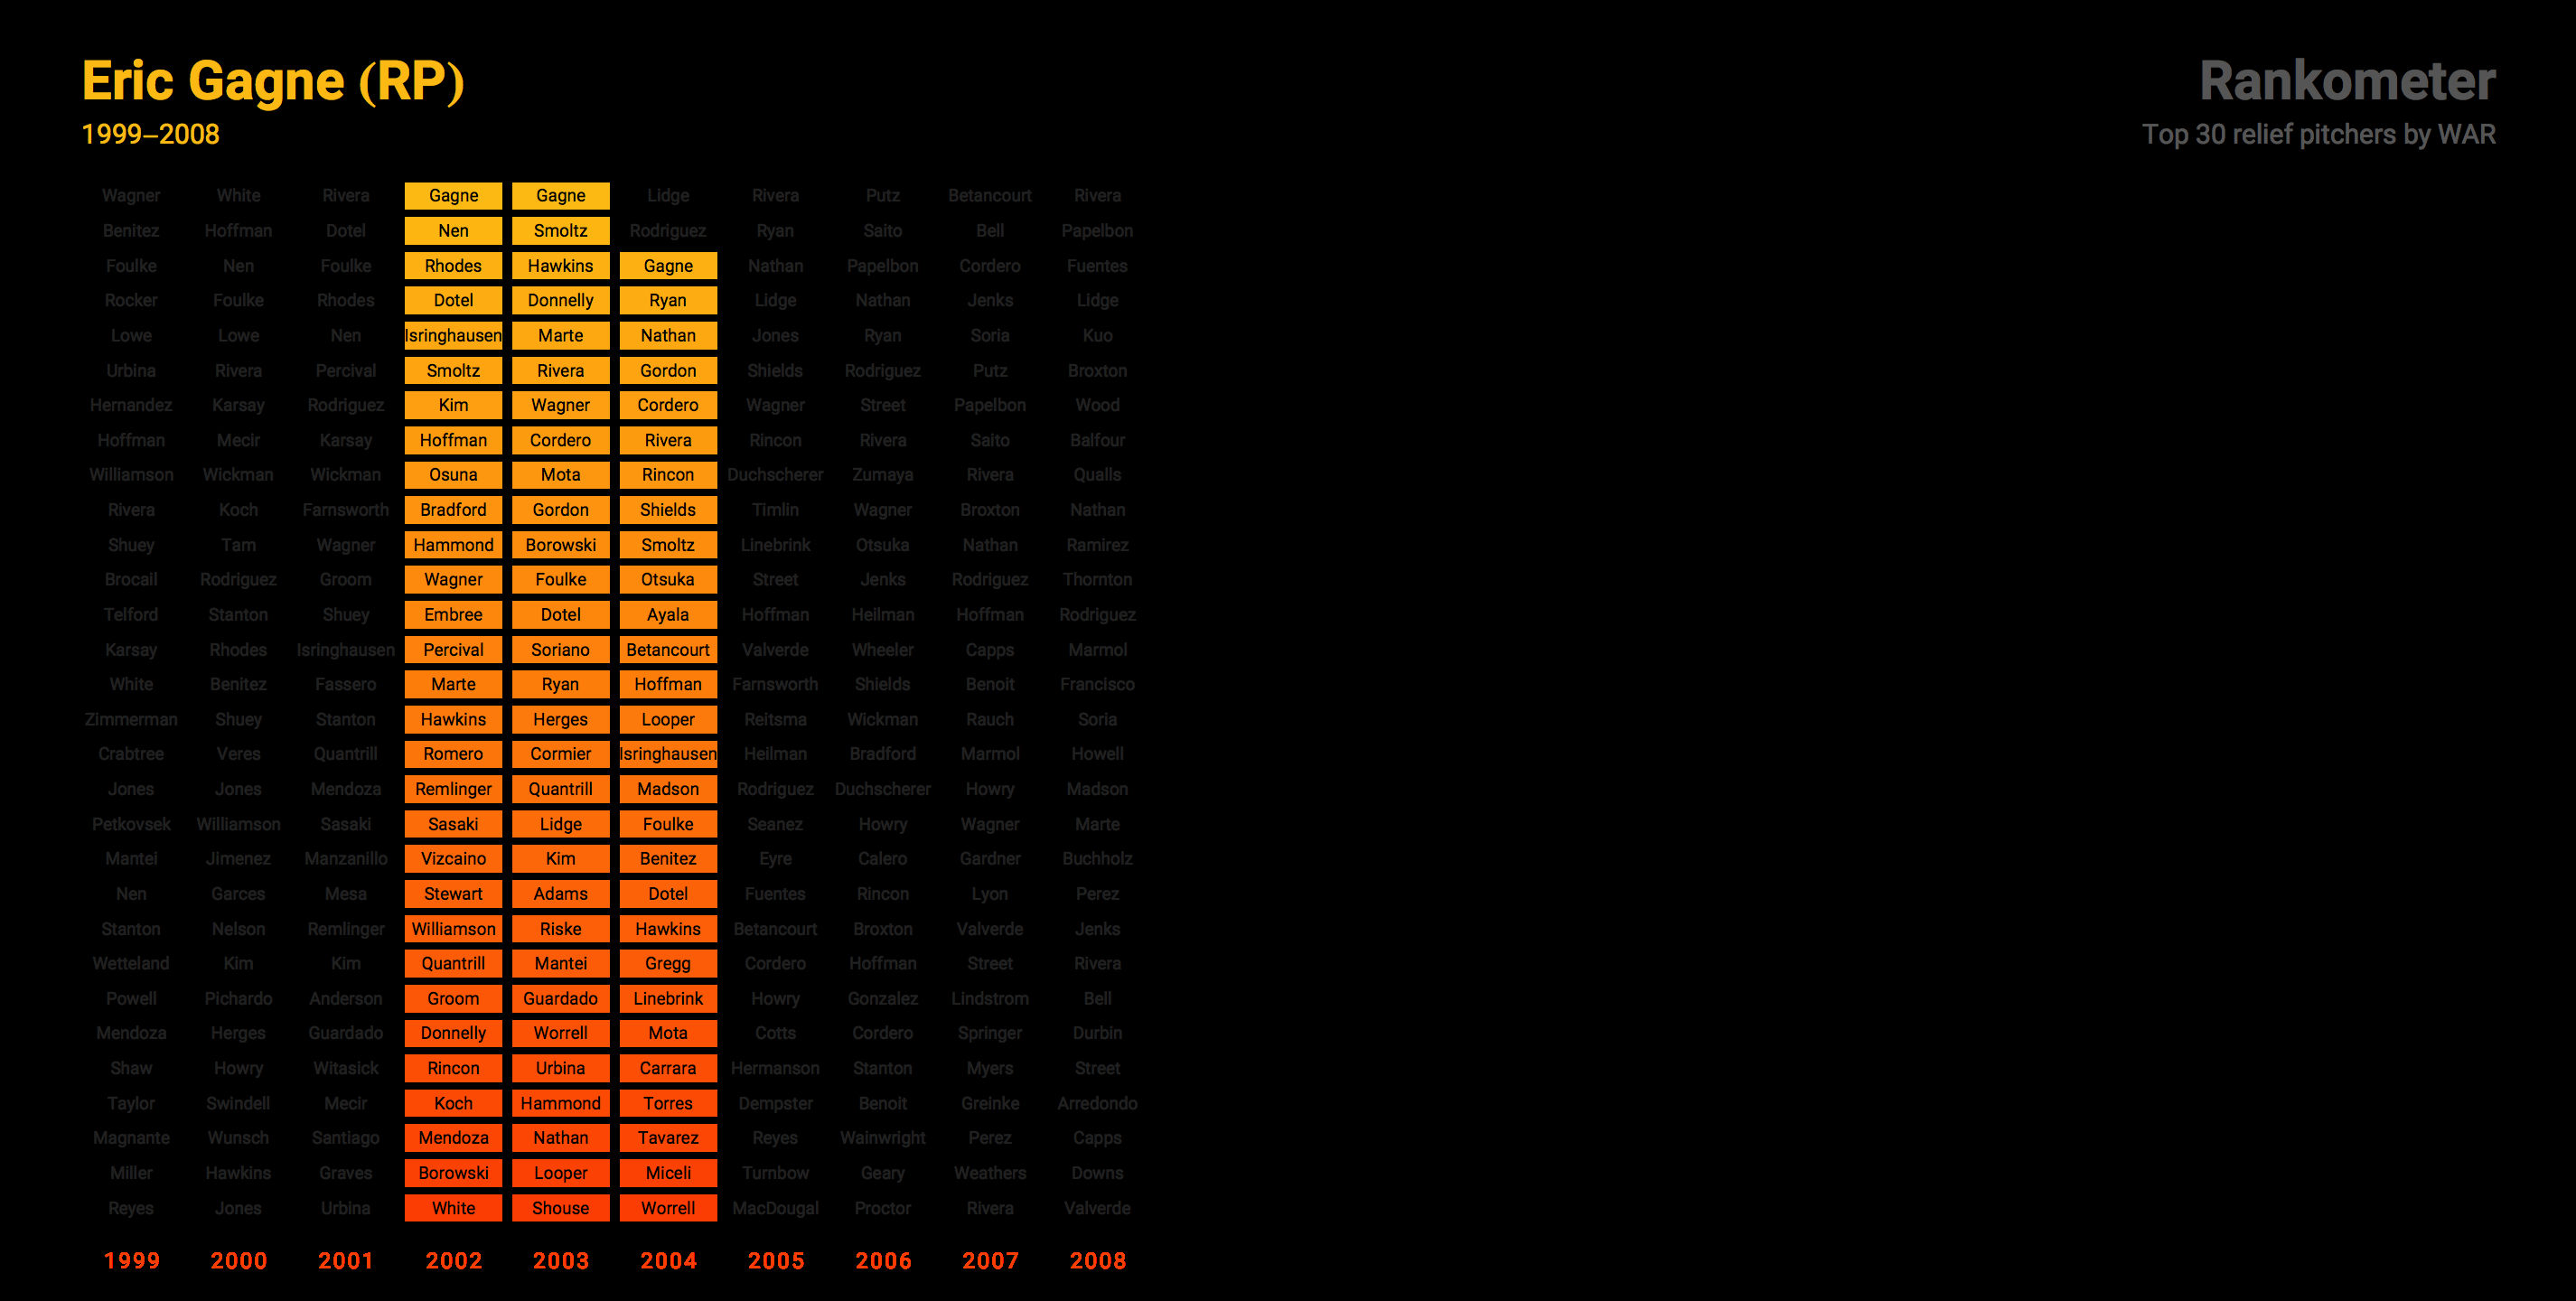 Eric Gagne (RP)
1999–2008
Rankometer
Top 30 relief pitchers by WAR
Wagner White Rivera Gagne Gagne Lidge Rivera Putz Betancourt Rivera
Benitez Hoffman Dotel Nen Smoltz Rodriguez Ryan Saito Bell Papelbon
Foulke Nen Foulke Rhodes Hawkins Gagne Nathan Papelbon Cordero Fuentes
Rocker Foulke Rhodes Dotel Donnelly Ryan Lidge Nathan Jenks Lidge
Lowe Lowe Nen Isringhausen Marte Nathan Jones Ryan Soria Kuo
Urbina Rivera Percival Smoltz Rivera Gordon Shields Rodriguez Putz Broxton
Hernandez Karsay Rodriguez Kim Wagner Cordero Wagner Street Papelbon Wood
Hoffman Mecir Karsay Hoffman Cordero Rivera Rincon Rivera Saito Balfour
Williamson Wickman Wickman Osuna Mota Rincon Duchscherer Zumaya Rivera Qualls
Rivera Koch Farnsworth Bradford Gordon Shields Timlin Wagner Broxton Nathan
Shuey Tam Wagner Hammond Borowski Smoltz Linebrink Otsuka Nathan Ramirez
Brocail Rodriguez Groom Wagner Foulke Otsuka Street Jenks Rodriguez Thornton
Telford Stanton Shuey Embree Dotel Ayala Hoffman Heilman Hoffman Rodriguez
Karsay Rhodes Isringhausen Percival Soriano Betancourt Valverde Wheeler Capps Marmol
White Benitez Fassero Marte Ryan Hoffman Farnsworth Shields Benoit Francisco
Zimmerman Shuey Stanton Hawkins Herges Looper Reitsma Wickman Rauch Soria
Crabtree Veres Quantrill Romero Cormier Isringhausen Heilman Bradford Marmol Howell
Jones Jones Mendoza Remlinger Quantrill Madson Rodriguez Duchscherer Howry Madson
Petkovsek Williamson Sasaki Sasaki Lidge Foulke Seanez Howry Wagner Marte
Mantei Jimenez Manzanillo Vizcaino Kim Benitez Eyre Calero Gardner Buchholz
Nen Garces Mesa Stewart Adams Dotel Fuentes Rincon Lyon Perez
Stanton Nelson Remlinger Williamson Riske Hawkins Betancourt Broxton Valverde Jenks
Wetteland Kim Kim Quantrill Mantei Gregg Cordero Hoffman Street Rivera
Powell Pichardo Anderson Groom Guardado Linebrink Howry Gonzalez Lindstrom Bell
Mendoza Herges Guardado Donnelly Worrell Mota Cotts Cordero Springer Durbin
Shaw Howry Witasick Rincon Urbina Carrara Hermanson Stanton Myers Street
Taylor Swindell Mecir Koch Hammond Torres Dempster Benoit Greinke Arredondo
Magnante Wunsch Santiago Mendoza Nathan Tavarez Reyes Wainwright Perez Capps
Miller Hawkins Graves Borowski Looper Miceli Turnbow Geary Weathers Downs
Reyes Jones Urbina White Shouse Worrell MacDougal Proctor Rivera Valverde
1999 2000 2001 2002 2003 2004 2005 2006 2007 2008